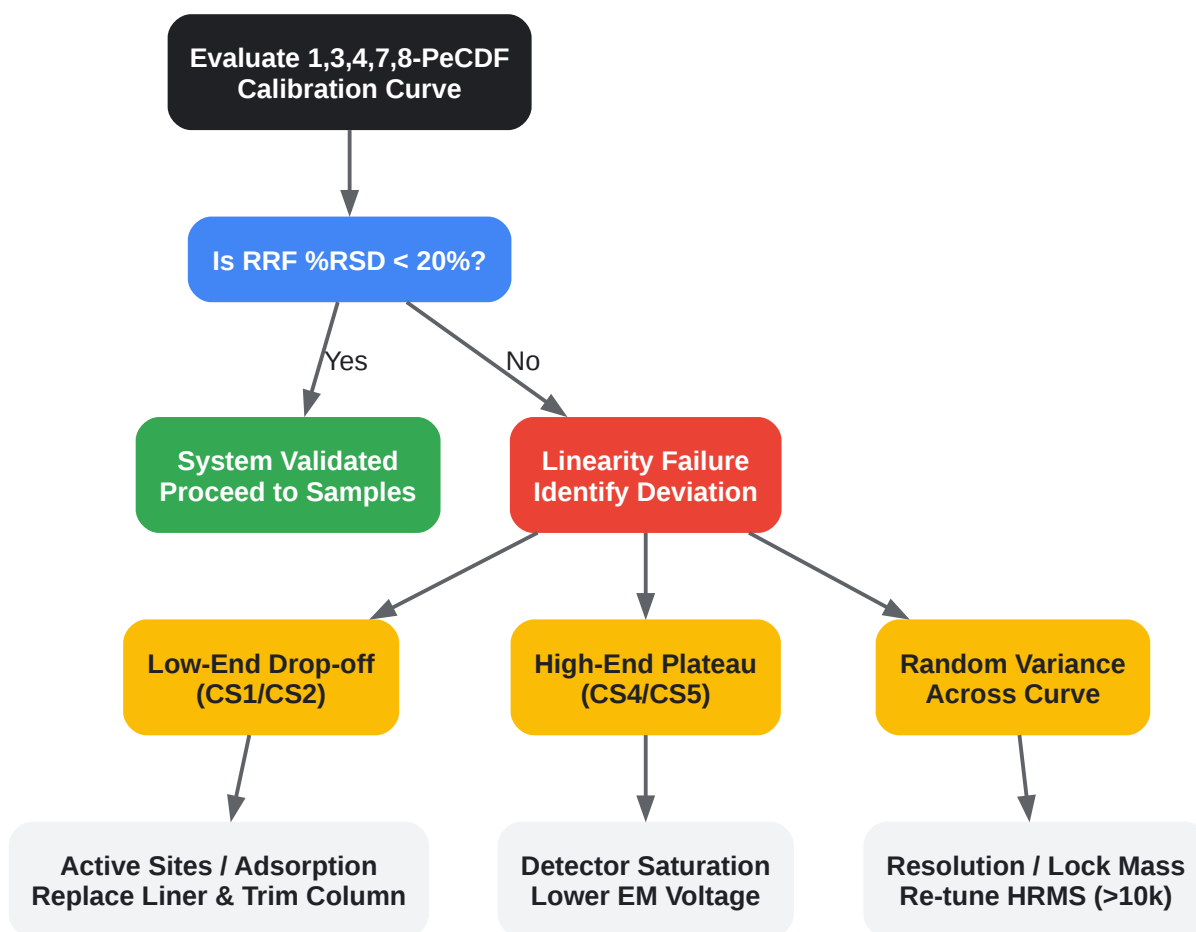 Evaluate 1,3,4,7,8-PeCDF
Calibration Curve
Is RRF %RSD < 20%?
Yes
No
System Validated
Proceed to Samples
Linearity Failure
Identify Deviation
Low-End Drop-off
(CS1/CS2)
High-End Plateau
(CS4/CS5)
Random Variance
Across Curve
Active Sites / Adsorption
Replace Liner & Trim Column
Detector Saturation
Lower EM Voltage
Resolution / Lock Mass
Re-tune HRMS (>10k)